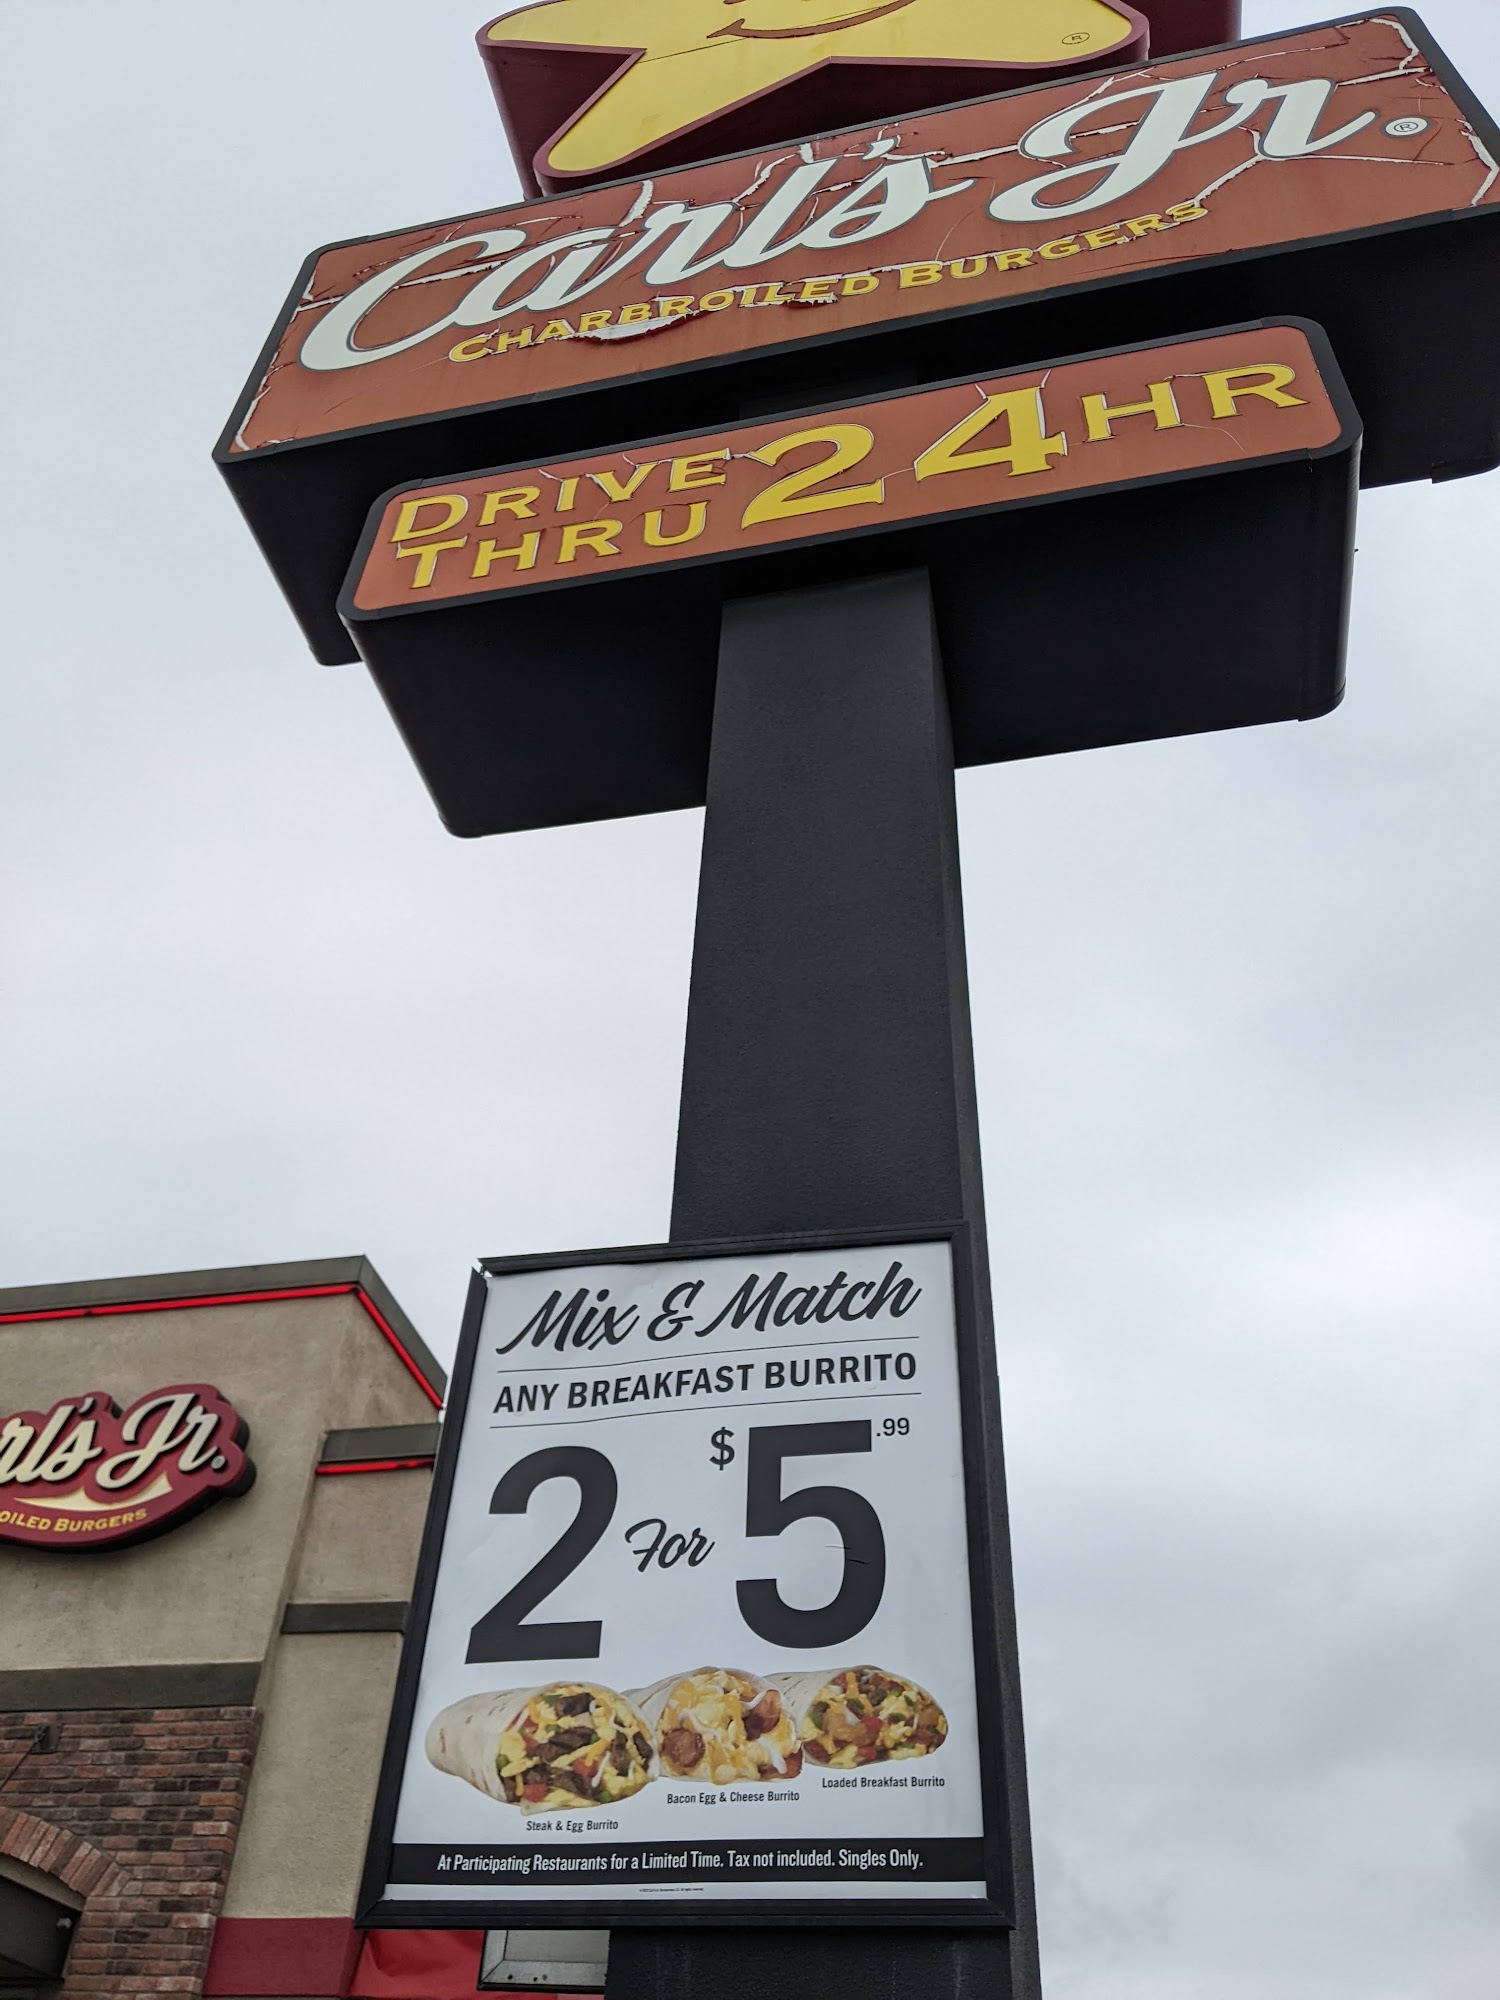 ®
Carl's Jr.®
CHARBROILED BURGERS
DRIVE THRU 24 HR
rl's Jr.
OILED BURGERS
Mix & Match
ANY BREAKFAST BURRITO
2 For $5.99
Steak & Egg Burrito
Bacon Egg & Cheese Burrito
Loaded Breakfast Burrito
At Participating Restaurants for a Limited Time. Tax not included. Singles Only.